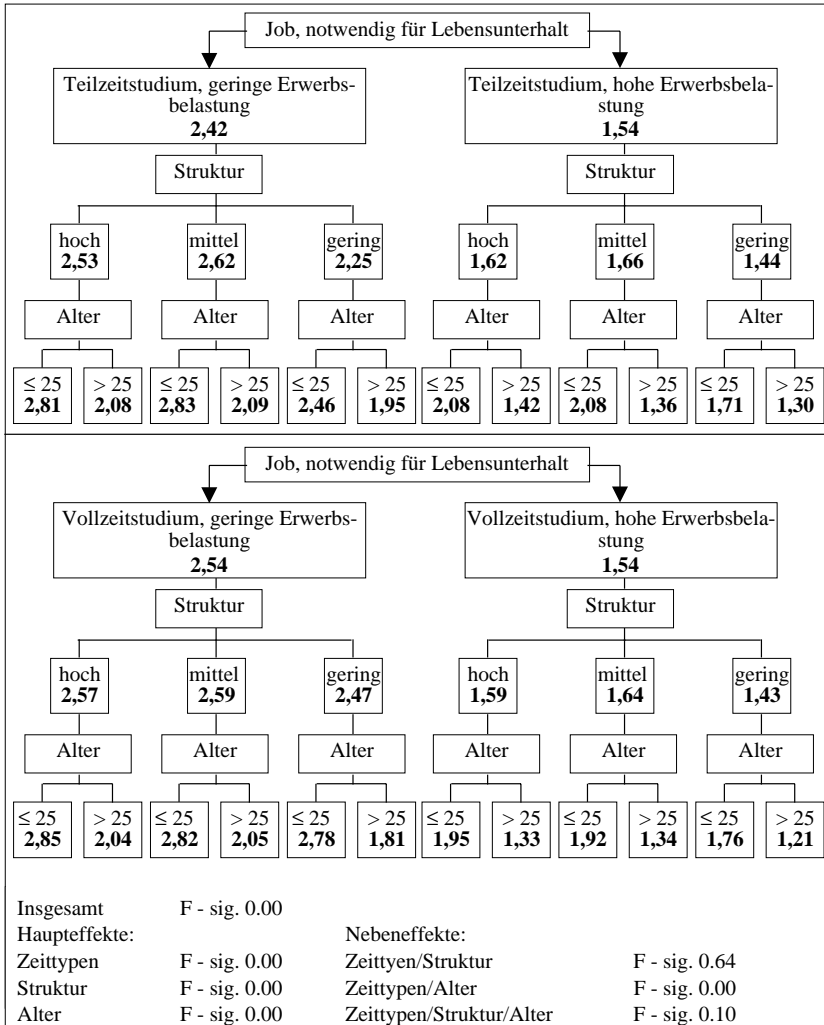 Job, notwendig für Lebensunterhalt
Teilzeitstudium, geringe Erwerbs-
belastung
2,42
Teilzeitstudium, hohe Erwerbsbela-
stung
1,54
Struktur Struktur
hoch mittel gering hoch mittel gering
2,53 2,62 2,25 1,62 1,66 1,44
Alter Alter Alter Alter Alter Alter
≤ 25 > 25 ≤ 25 > 25 ≤ 25 > 25 ≤ 25 > 25 ≤ 25 > 25 ≤ 25 > 25
2,81 2,08 2,83 2,09 2,46 1,95 2,08 1,42 2,08 1,36 1,71 1,30
Job, notwendig für Lebensunterhalt
Vollzeitstudium, geringe Erwerbs-
belastung
2,54
Vollzeitstudium, hohe Erwerbsbela-
stung
1,54
Struktur Struktur
hoch mittel gering hoch mittel gering
2,57 2,59 2,47 1,59 1,64 1,43
Alter Alter Alter Alter Alter Alter
≤ 25 > 25 ≤ 25 > 25 ≤ 25 > 25 ≤ 25 > 25 ≤ 25 > 25 ≤ 25 > 25
2,85 2,04 2,82 2,05 2,78 1,81 1,95 1,33 1,92 1,34 1,76 1,21
Insgesamt F - sig. 0.00
Haupteffekte: Nebeneffekte:
Zeittypen F - sig. 0.00 Zeittyen/Struktur F - sig. 0.64
Struktur F - sig. 0.00 Zeittypen/Alter F - sig. 0.00
Alter F - sig. 0.00 Zeittypen/Struktur/Alter F - sig. 0.10